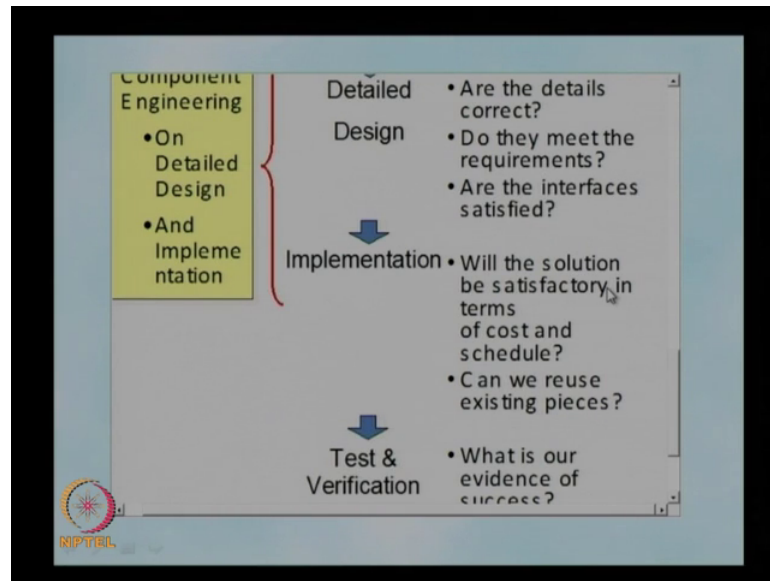 Component
Engineering
• On
Detailed
Design
• And
Impleme
ntation
Detailed
Design
• Are the details
correct?
• Do they meet the
requirements?
• Are the interfaces
satisfied?
Implementation
• Will the solution
be satisfactory in
terms
of cost and
schedule?
• Can we reuse
existing pieces?
Test &
Verification
• What is our
evidence of
success?
NPTEL